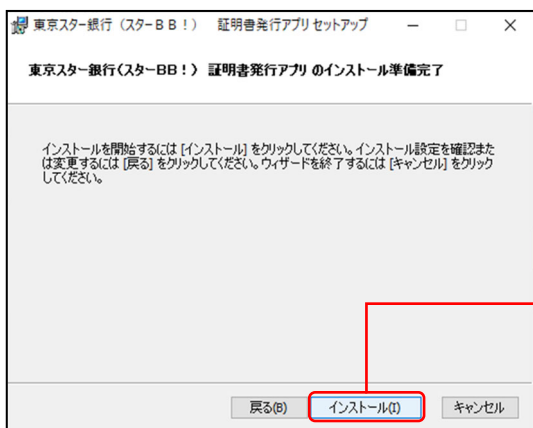 東京スター銀行（スターＢＢ！） 証明書発行アプリ セットアップ
東京スター銀行（スターＢＢ！） 証明書発行アプリ のインストール準備完了
インストールを開始するには [インストール] をクリックしてください。インストール設定を確認また
は変更するには [戻る] をクリックしてください。ウィザードを終了するには [キャンセル] をクリック
してください。
戻る(B) インストール(I) キャンセル